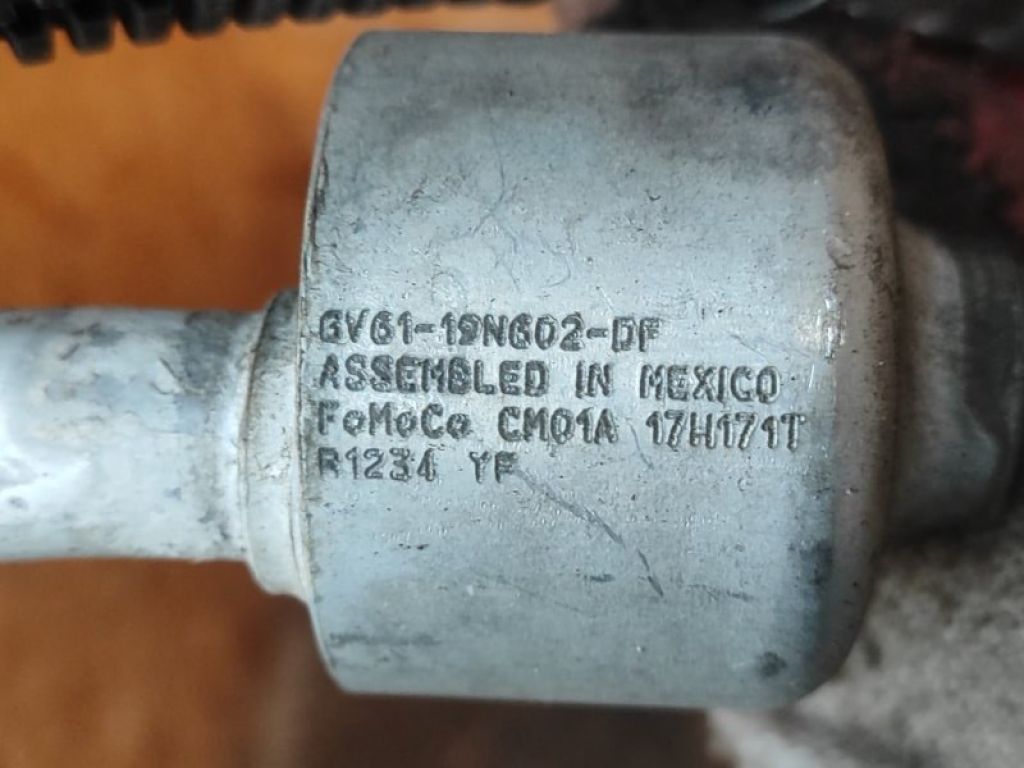 GV61-19N602-DF
ASSEMBLED IN MEXICO
FoMoCo CM01A 17H171T
R1234 YF